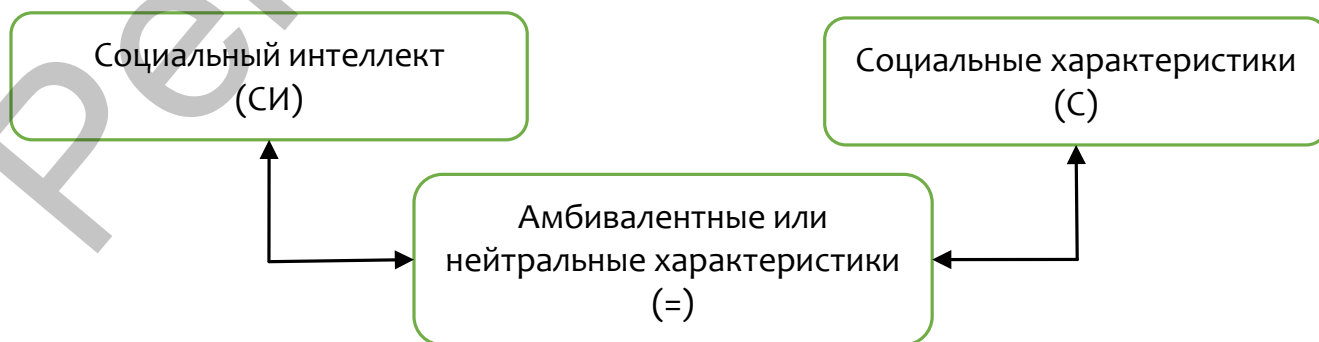 Социальный интеллект
(СИ)
Социальные характеристики
(С)
Амбивалентные или
нейтральные характеристики
(=)